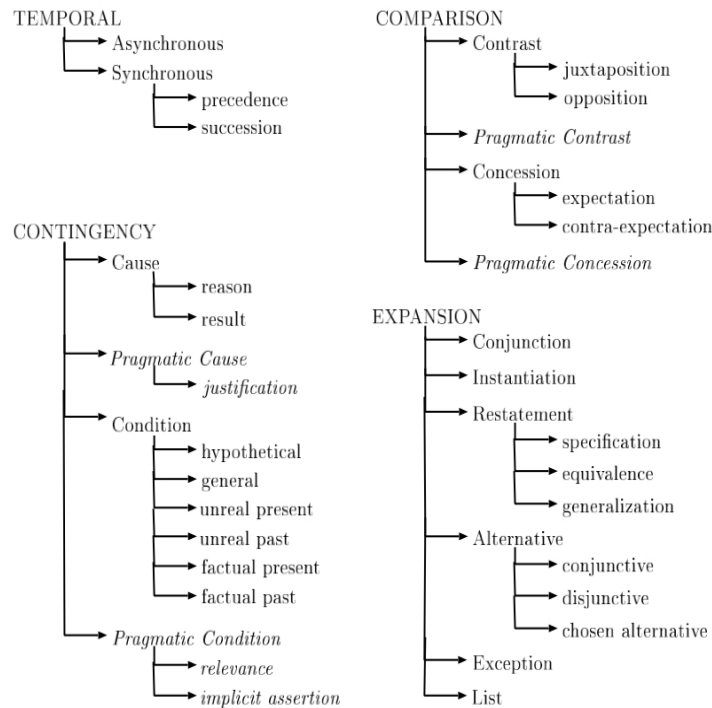 TEMPORAL
Asynchronous
Synchronous
precedence
succession
CONTINGENCY
Cause
reason
result
Pragmatic Cause
justification
Condition
hypothetical
general
unreal present
unreal past
factual present
factual past
Pragmatic Condition
relevance
implicit assertion
COMPARISON
Contrast
juxtaposition
opposition
Pragmatic Contrast
Concession
expectation
contra-expectation
Pragmatic Concession
EXPANSION
Conjunction
Instantiation
Restatement
specification
equivalence
generalization
Alternative
conjunctive
disjunctive
chosen alternative
Exception
List